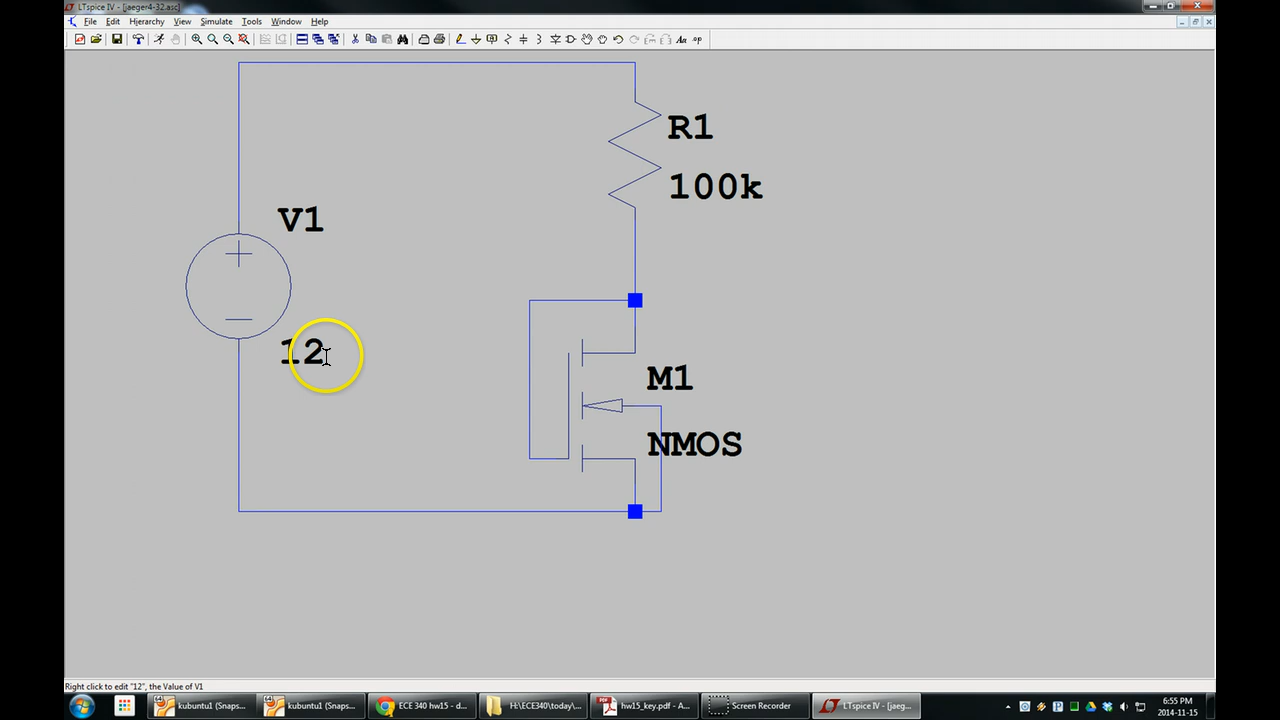 LTspice IV - [jaeger4-32.asc]
File Edit Hierarchy View Simulate Tools Window Help
R1
100k
V1
12
M1
NMOS
Right click to edit "12", the Value of V1
kubuntu1 (Snaps... kubuntu1 (Snaps... ECE 340 hw15 - d... H:\ECE340\today\... hw15_key.pdf - A... Screen Recorder LTspice IV - [jaeg...
6:55 PM
2014-11-15